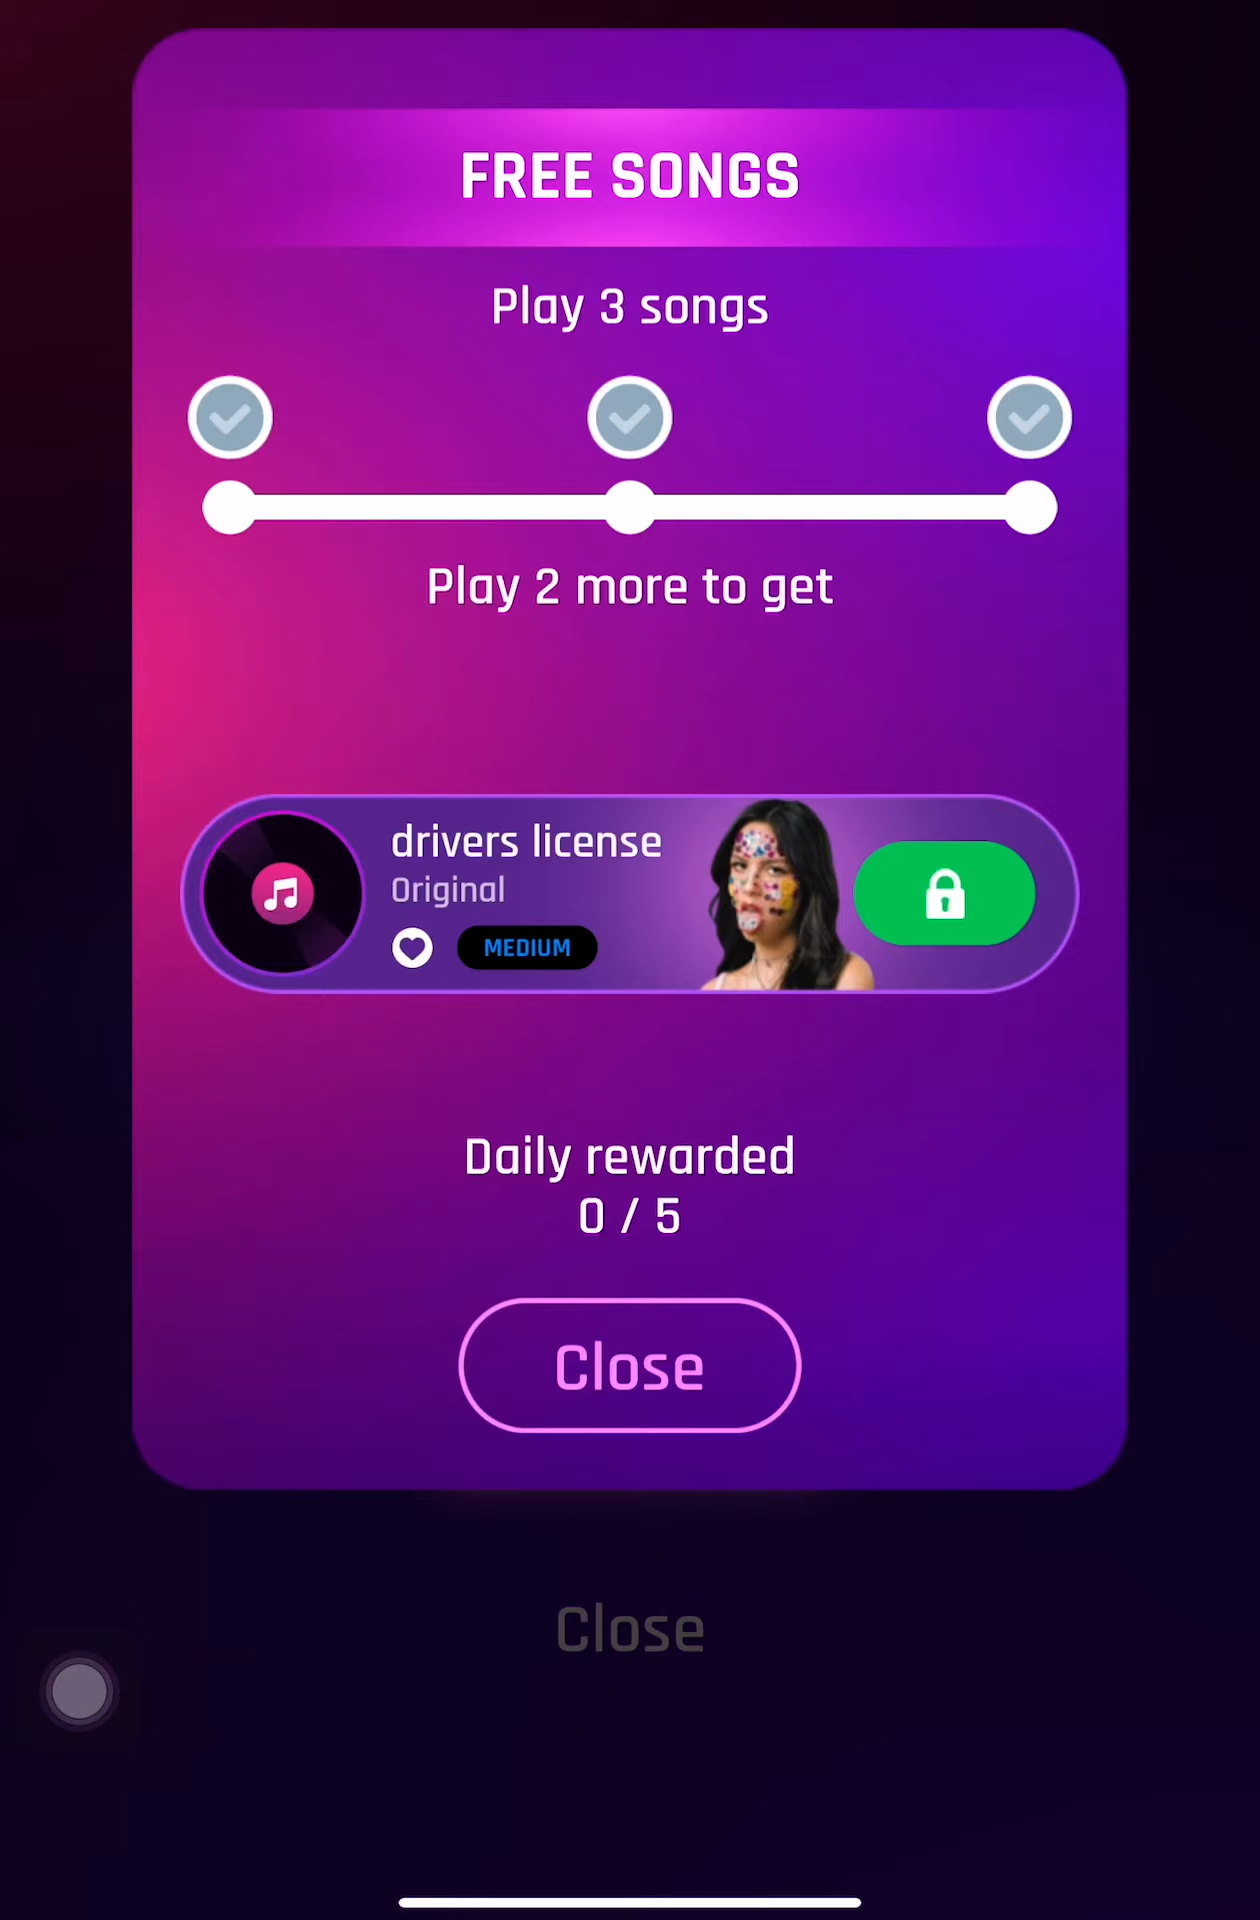 FREE SONGS
Play 3 songs
Play 2 more to get
drivers license
Original
MEDIUM
Daily rewarded
0 / 5
Close
Close